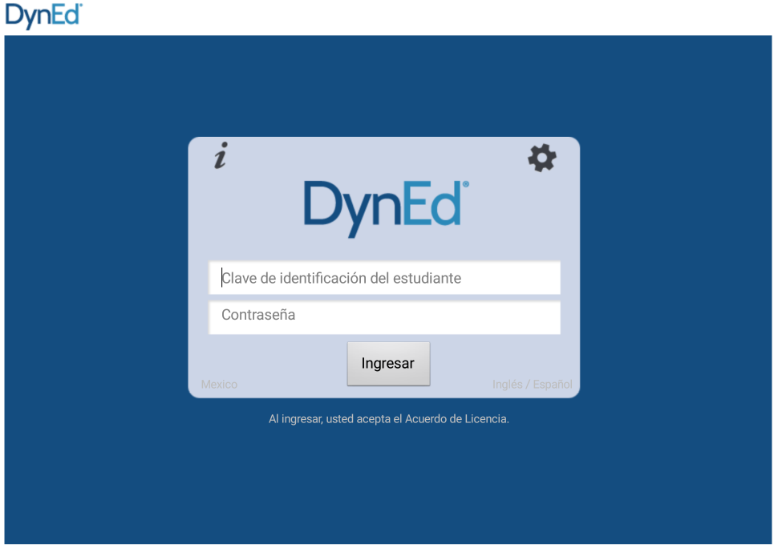 DynEd
i
DynEd
Clave de identificación del estudiante
Contraseña
Ingresar
Mexico
Inglés / Español
Al ingresar, usted acepta el Acuerdo de Licencia.